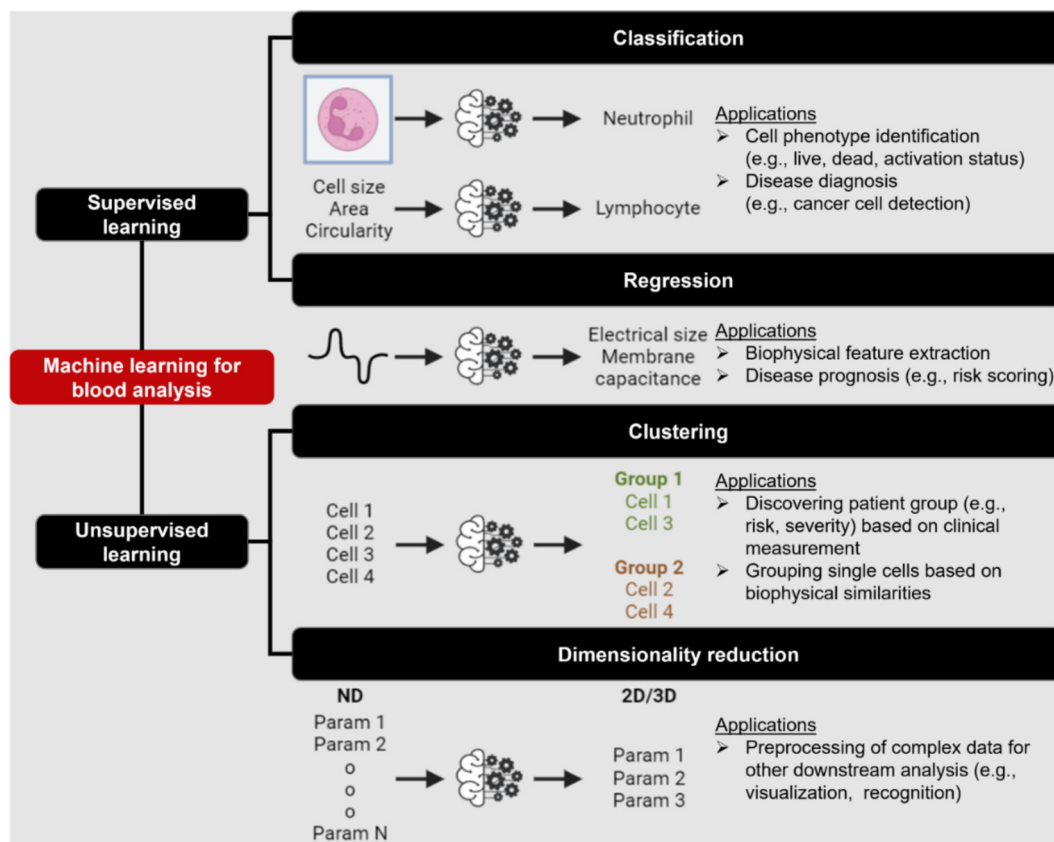 Classification
Neutrophil
Cell size
Area
Circularity
Lymphocyte
Applications
➢ Cell phenotype identification
(e.g., live, dead, activation status)
➢ Disease diagnosis
(e.g., cancer cell detection)
Supervised
learning
Regression
Electrical size
Membrane
capacitance
Applications
➢ Biophysical feature extraction
➢ Disease prognosis (e.g., risk scoring)
Machine learning for
blood analysis
Clustering
Cell 1
Cell 2
Cell 3
Cell 4
Group 1
Cell 1
Cell 3
Group 2
Cell 2
Cell 4
Applications
➢ Discovering patient group (e.g.,
risk, severity) based on clinical
measurement
➢ Grouping single cells based on
biophysical similarities
Unsupervised
learning
Dimensionality reduction
ND
Param 1
Param 2
o
o
o
Param N
2D/3D
Param 1
Param 2
Param 3
Applications
➢ Preprocessing of complex data for
other downstream analysis (e.g.,
visualization, recognition)